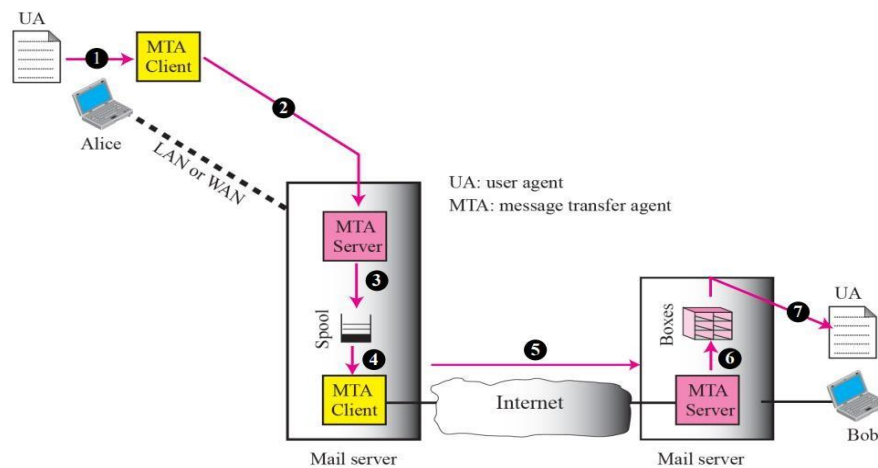 UA
1
MTA
Client
2
Alice
LAN or WAN
UA: user agent
MTA: message transfer agent
MTA
Server
3
Spool
4
MTA
Client
5
Internet
Boxes
6
MTA
Server
7
UA
Bob
Mail server
Mail server